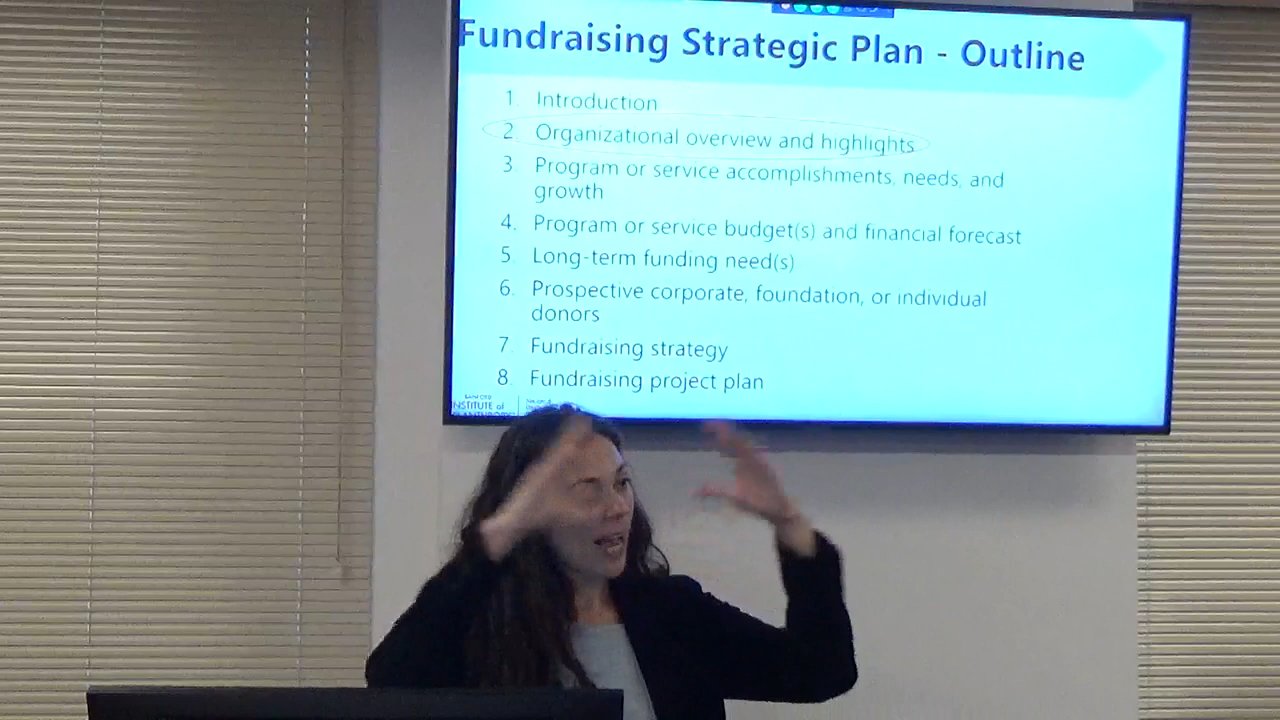 Fundraising Strategic Plan - Outline
1. Introduction
2. Organizational overview and highlights
3. Program or service accomplishments, needs, and
growth
4. Program or service budget(s) and financial forecast
5. Long-term funding need(s)
6. Prospective corporate, foundation, or individual
donors
7. Fundraising strategy
8. Fundraising project plan
INSTITUTE of